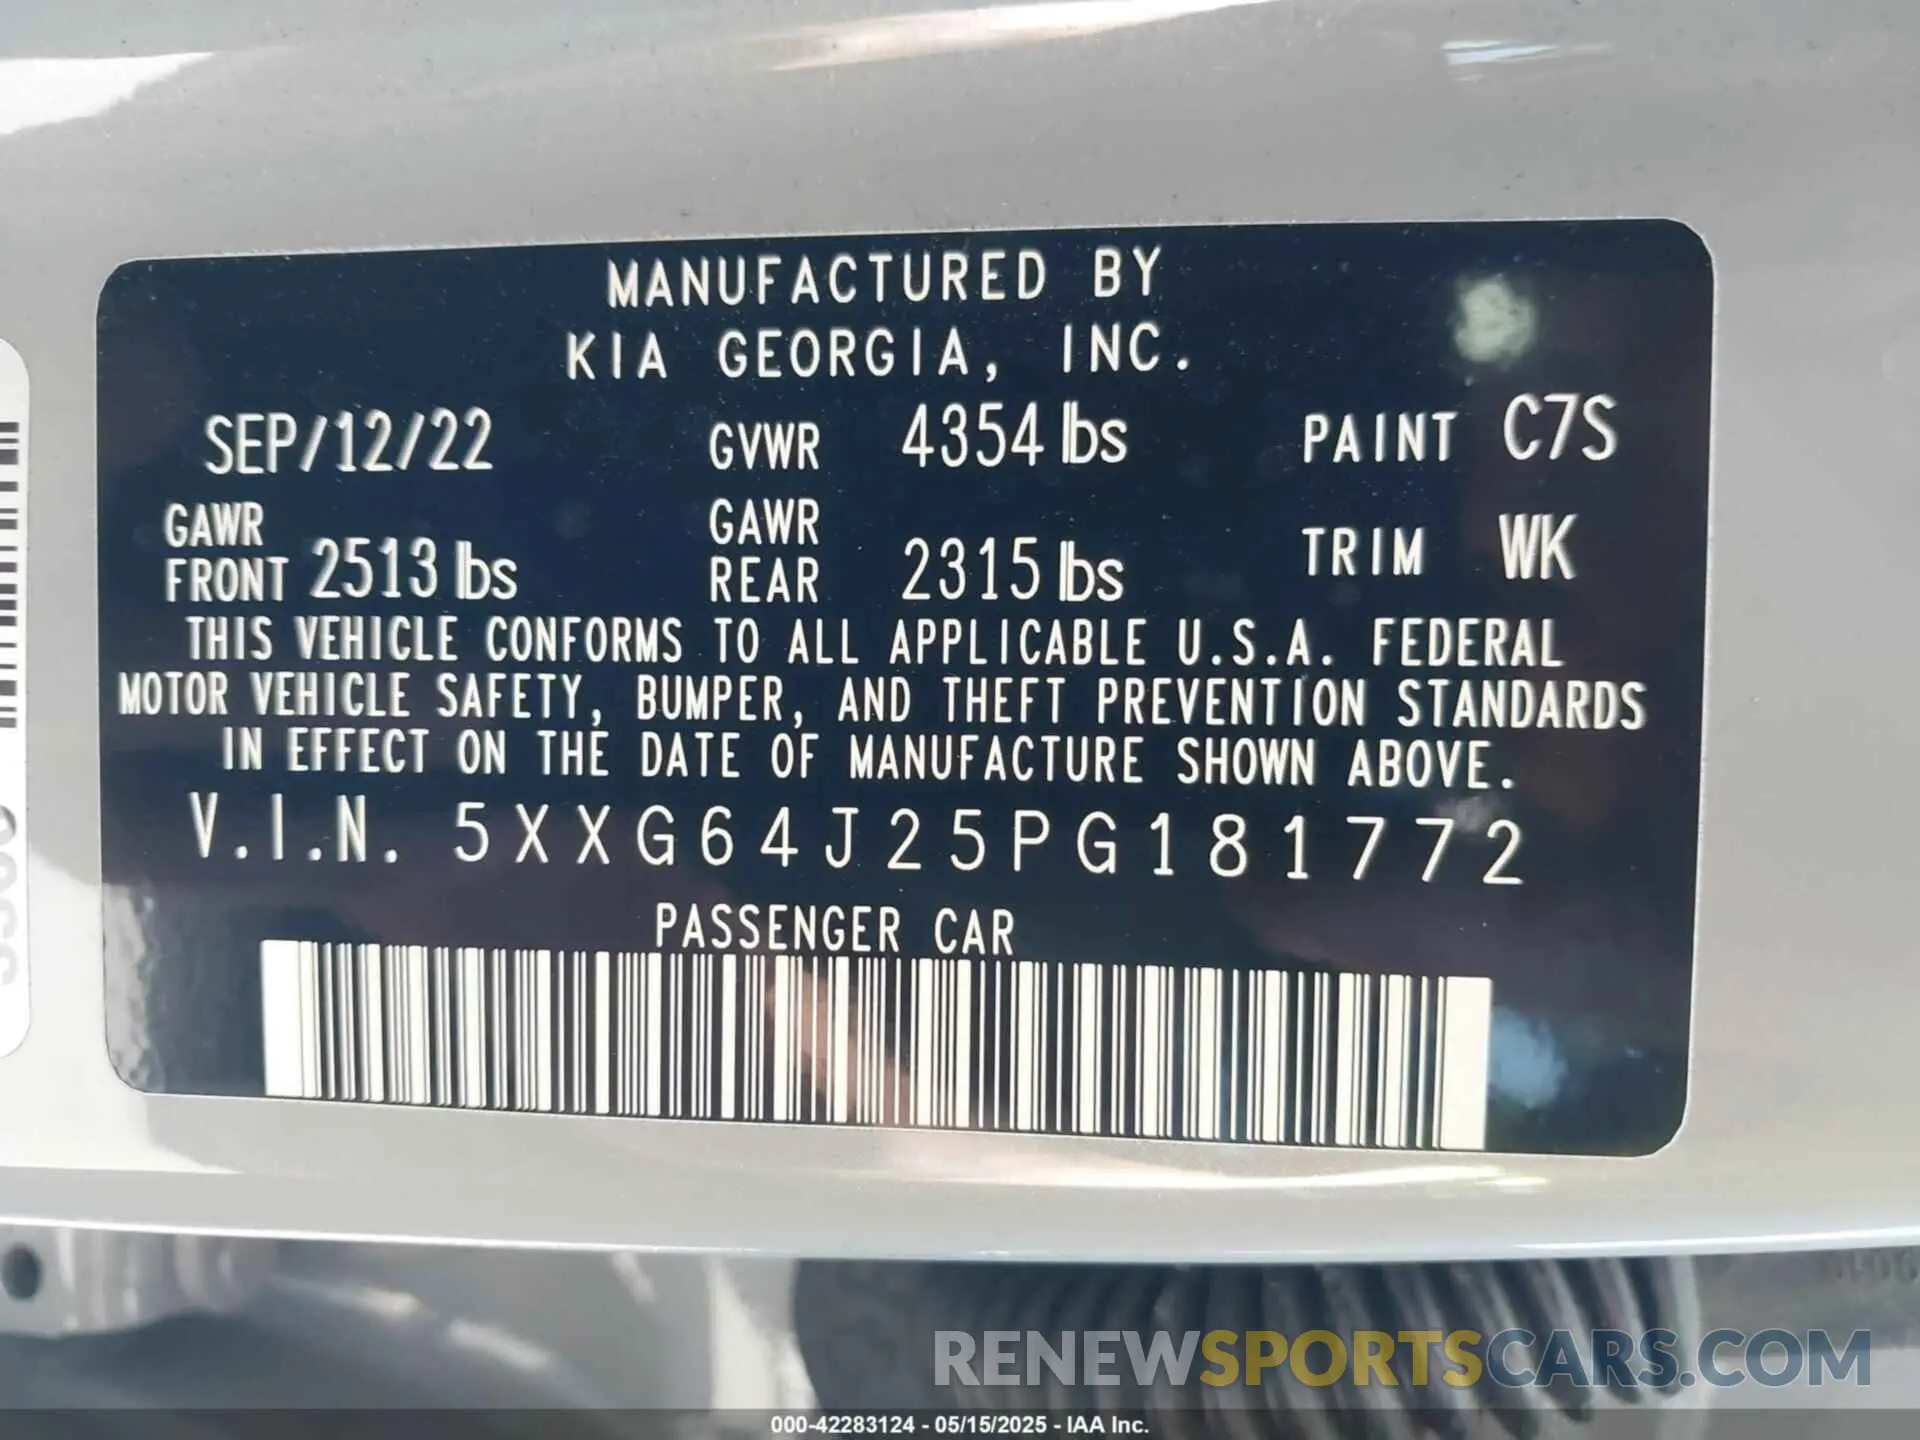 MANUFACTURED BY
KIA GEORGIA, INC.
SEP/12/22 GVWR 4354 lbs PAINT C7S
GAWR FRONT 2513 lbs GAWR REAR 2315 lbs TRIM WK
THIS VEHICLE CONFORMS TO ALL APPLICABLE U.S.A. FEDERAL
MOTOR VEHICLE SAFETY, BUMPER, AND THEFT PREVENTION STANDARDS
IN EFFECT ON THE DATE OF MANUFACTURE SHOWN ABOVE.
V.I.N. 5XXG64J25PG181772
PASSENGER CAR
RENEWSPORTSCARS.COM
000-42283124 - 05/15/2025 - IAA Inc.